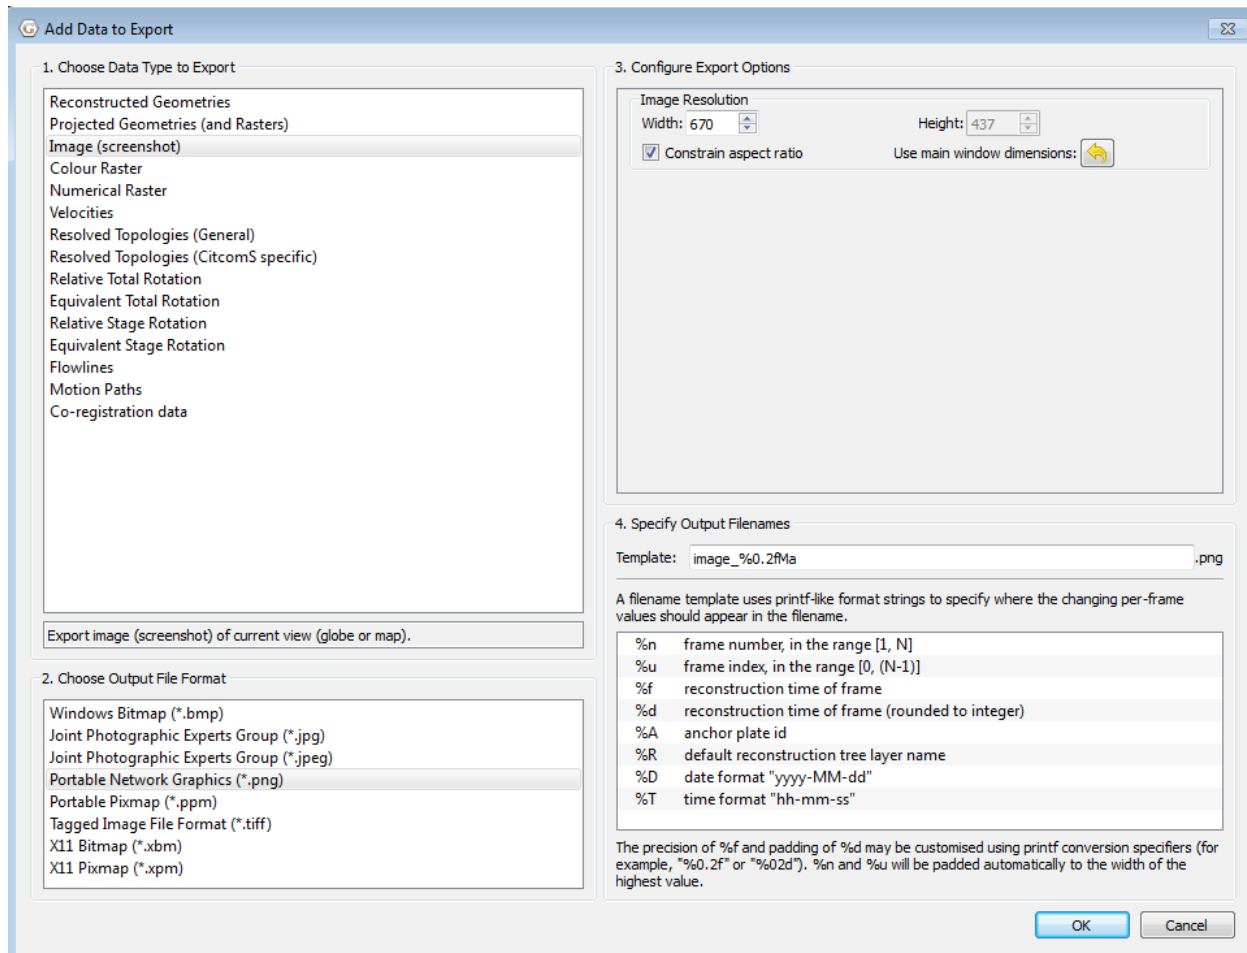 Add Data to Export
1. Choose Data Type to Export
Reconstructed Geometries
Projected Geometries (and Rasters)
Image (screenshot)
Colour Raster
Numerical Raster
Velocities
Resolved Topologies (General)
Resolved Topologies (CitcomS specific)
Relative Total Rotation
Equivalent Total Rotation
Relative Stage Rotation
Equivalent Stage Rotation
Flowlines
Motion Paths
Co-registration data
Export image (screenshot) of current view (globe or map).
2. Choose Output File Format
Windows Bitmap (*.bmp)
Joint Photographic Experts Group (*.jpg)
Joint Photographic Experts Group (*.jpeg)
Portable Network Graphics (*.png)
Portable Pixmap (*.ppm)
Tagged Image File Format (*.tiff)
X11 Bitmap (*.xbm)
X11 Pixmap (*.xpm)
3. Configure Export Options
Image Resolution
Width: 670 Height: 437
Constrain aspect ratio Use main window dimensions:
4. Specify Output Filenames
Template: image_%0.2fMa .png
A filename template uses printf-like format strings to specify where the changing per-frame
values should appear in the filename.
%n frame number, in the range [1, N]
%u frame index, in the range [0, (N-1)]
%f reconstruction time of frame
%d reconstruction time of frame (rounded to integer)
%A anchor plate id
%R default reconstruction tree layer name
%D date format "yyyy-MM-dd"
%T time format "hh-mm-ss"
The precision of %f and padding of %d may be customised using printf conversion specifiers (for
example, "%0.2f" or "%02d"). %n and %u will be padded automatically to the width of the
highest value.
OK Cancel